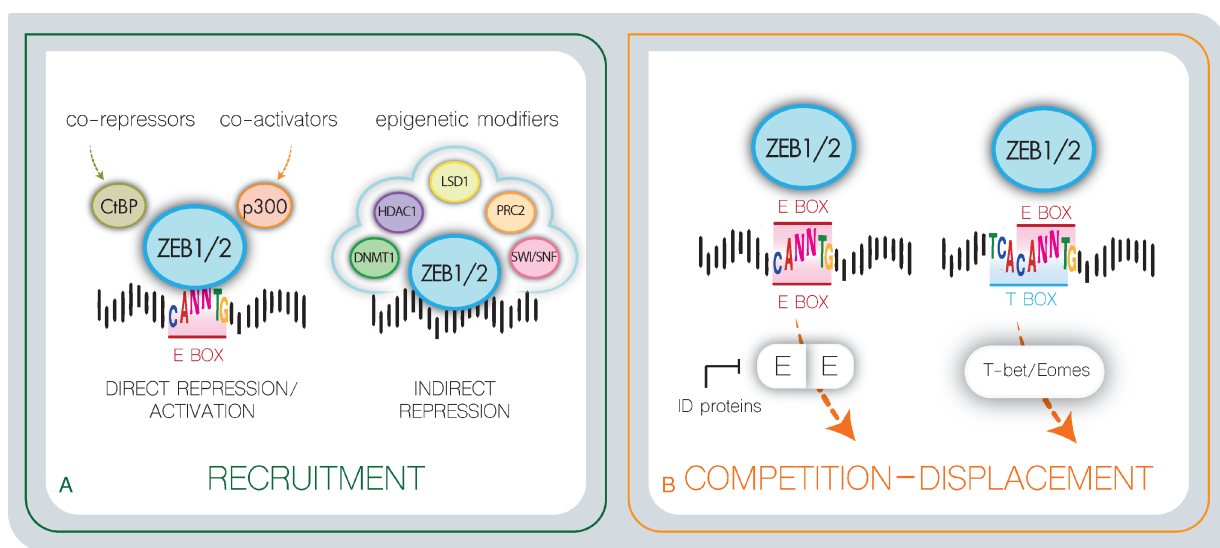 co-repressors
co-activators
epigenetic modifiers
CtBP
p300
ZEB1/2
CANNTG
E BOX
DIRECT REPRESSION/
ACTIVATION
LSD1
HDAC1
PRC2
DNMT1
SWI/SNF
ZEB1/2
INDIRECT
REPRESSION
A
RECRUITMENT
ZEB1/2
E BOX
CANNTG
E BOX
E E
ID proteins
ZEB1/2
E BOX
TCACANNTG
T BOX
T-bet/Eomes
B COMPETITION-DISPLACEMENT